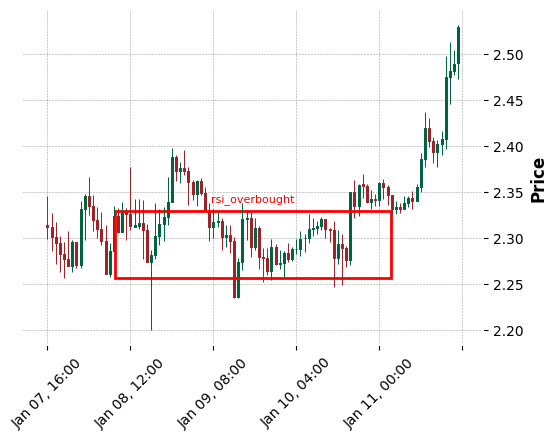 rsi_overbought
2.50
2.45
2.40
2.35
2.30
2.25
2.20
Price
Jan 07, 16:00
Jan 08, 12:00
Jan 09, 08:00
Jan 10, 04:00
Jan 11, 00:00